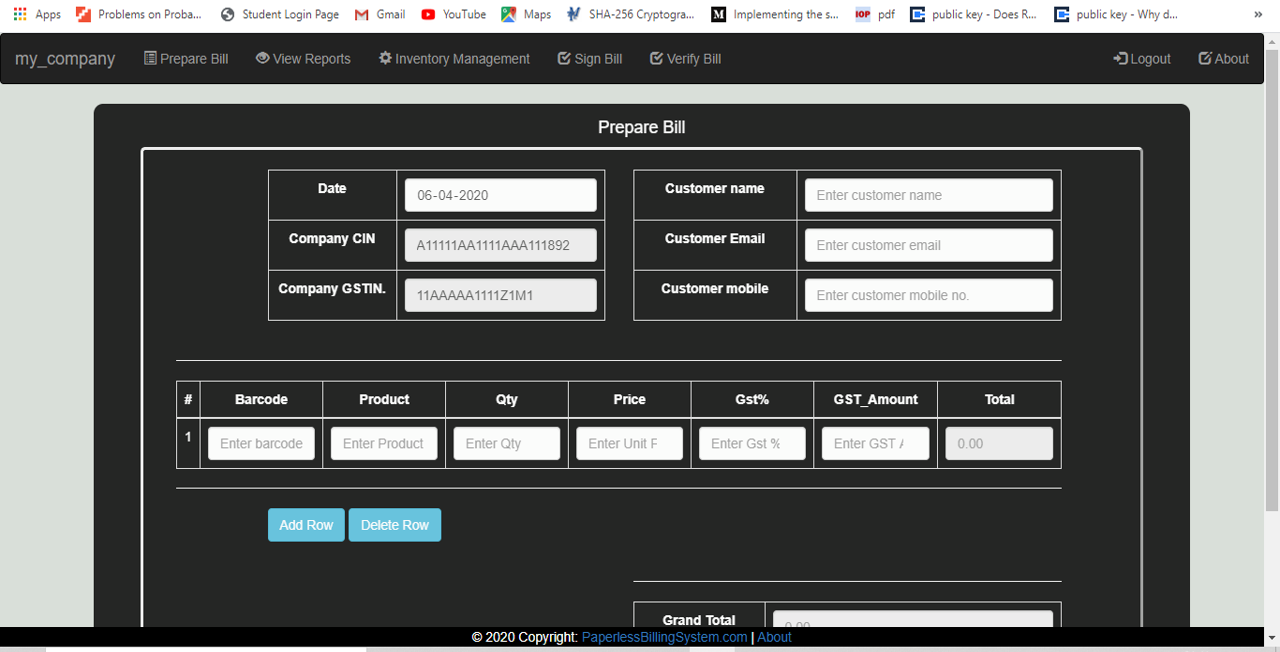 Apps Problems on Proba... Student Login Page Gmail YouTube Maps SHA-256 Cryptogra... M Implementing the s... IOP pdf public key - Does R... public key - Why d... »
my_company Prepare Bill View Reports Inventory Management Sign Bill Verify Bill Logout About
Prepare Bill
Date 06-04-2020 Customer name Enter customer name
Company CIN A11111AA1111AAA111892 Customer Email Enter customer email
Company GSTIN. 11AAAAA1111Z1M1 Customer mobile Enter customer mobile no.
# Barcode Product Qty Price Gst% GST_Amount Total
1 Enter barcode Enter Product Enter Qty Enter Unit P Enter Gst % Enter GST A 0.00
Add Row Delete Row
Grand Total 0.00
© 2020 Copyright: PaperlessBillingSystem.com | About